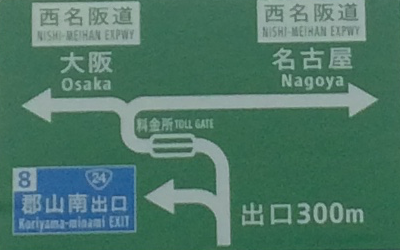 西名阪道
NISHI-MEIHAN EXPWY
大阪
Osaka
西名阪道
NISHI-MEIHAN EXPWY
名古屋
Nagoya
料金所 TOLL GATE
8
24
郡山南出口
Koriyama-minami EXIT
出口300m